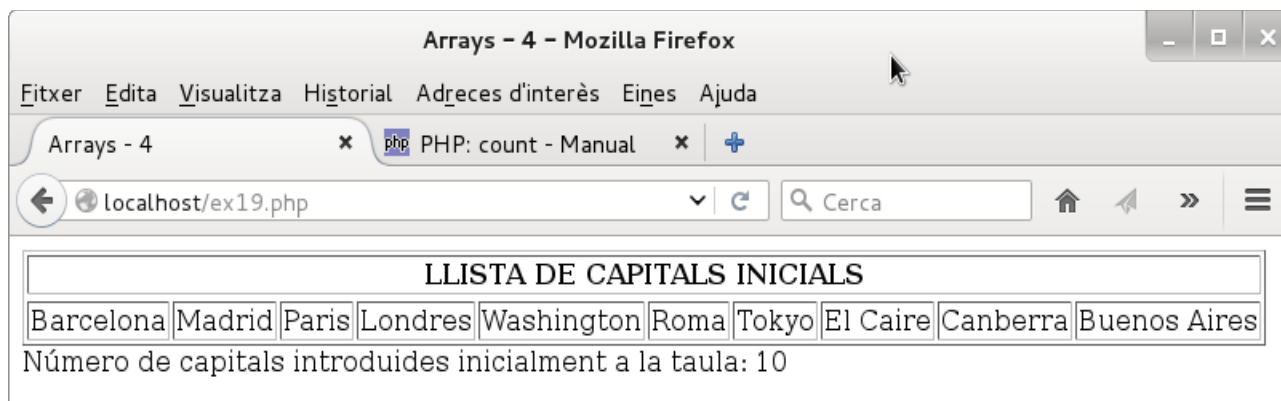 Arrays - 4 - Mozilla Firefox
Fitxer Edita Visualitza Historial Adreces d'interès Eines Ajuda
Arrays - 4 php PHP: count - Manual
localhost/ex19.php Cerca
LLISTA DE CAPITALS INICIALS
Barcelona Madrid Paris Londres Washington Roma Tokyo El Caire Canberra Buenos Aires
Número de capitals introduides inicialment a la taula: 10